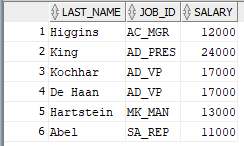 LAST_NAME JOB_ID SALARY
1 Higgins AC_MGR 12000
2 King AD_PRES 24000
3 Kochhar AD_VP 17000
4 De Haan AD_VP 17000
5 Hartstein MK_MAN 13000
6 Abel SA_REP 11000